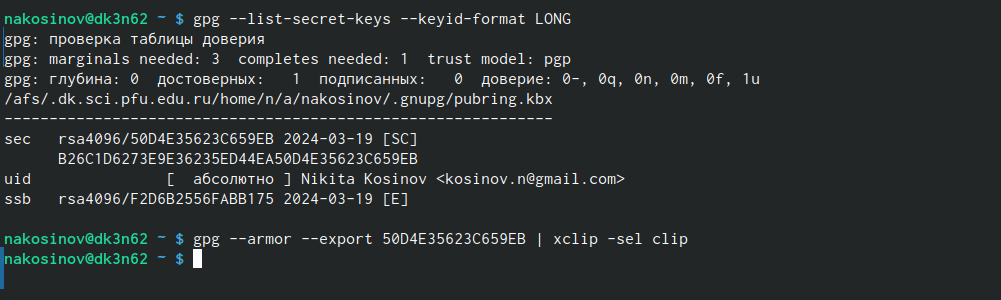 nakosinov@dk3n62 ~ $ gpg --list-secret-keys --keyid-format LONG
gpg: проверка таблицы доверия
gpg: marginals needed: 3  completes needed: 1  trust model: pgp
gpg: глубина: 0  достоверных:   1  подписанных:   0  доверие: 0-, 0q, 0n, 0m, 0f, 1u
/afs/.dk.sci.pfu.edu.ru/home/n/a/nakosinov/.gnupg/pubring.kbx
-------------------------------------------------------------
sec   rsa4096/50D4E35623C659EB 2024-03-19 [SC]
      B26C1D6273E9E36235ED44EA50D4E35623C659EB
uid               [  абсолютно ] Nikita Kosinov <kosinov.n@gmail.com>
ssb   rsa4096/F2D6B2556FABB175 2024-03-19 [E]

nakosinov@dk3n62 ~ $ gpg --armor --export 50D4E35623C659EB | xclip -sel clip
nakosinov@dk3n62 ~ $